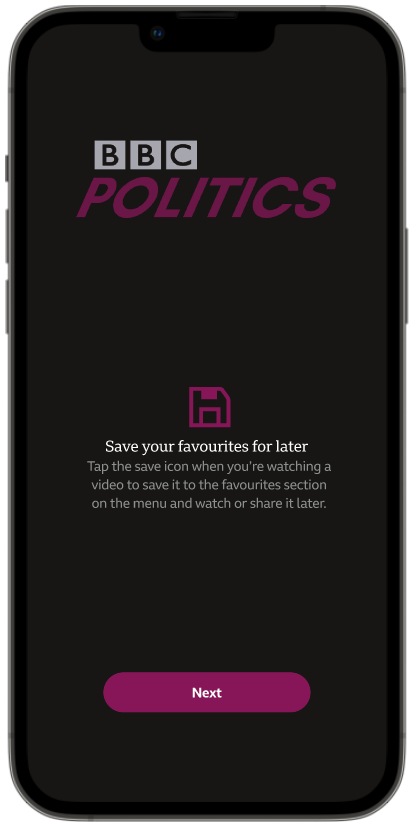 BBC
POLITICS
Save your favourites for later
Tap the save icon when you're watching a
video to save it to the favourites section
on the menu and watch or share it later.
Next